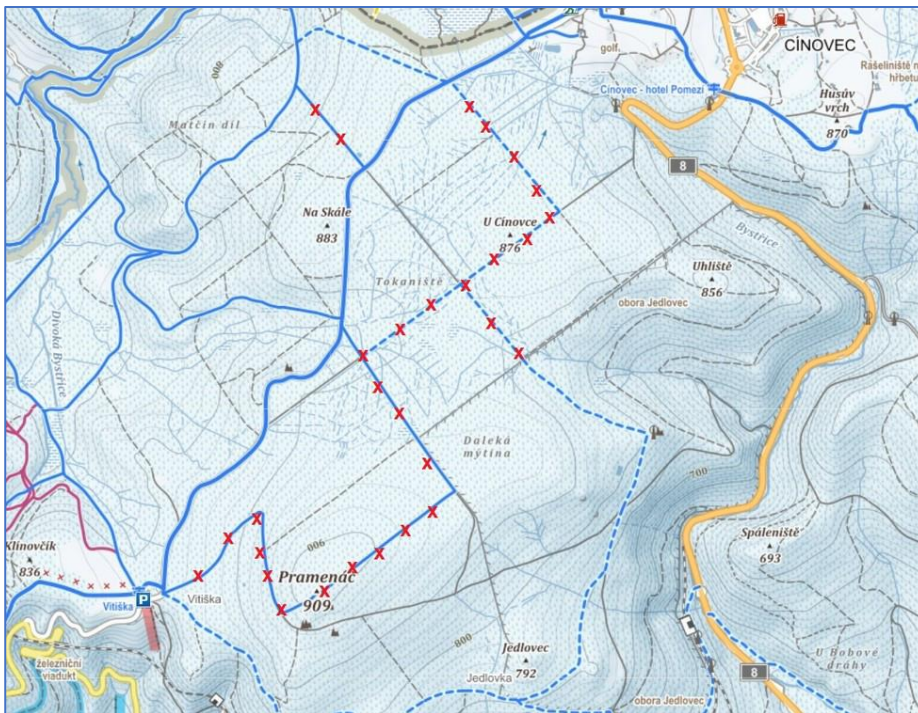 CÍNOVEC
golf.
Rašeliniště n
hřbetu
Cínovec - hotel Pomezí
Husův
vrch
870
800
Matčin díl
8
Na Skále
883
U Cínovce
876
Bystřice
Uhliště
856
obora Jedlovec
Tokaniště
Divoká Bystřice
Daleká
mýtina
700
900
Spáleniště
693
Klínovčík
836
Pramenáč
909
P
Vitiška
Vitiška
800
Jedlovec
792
Jedlovka
železniční
viadukt
8
U Bobové
dráhy
obora Jedlovec